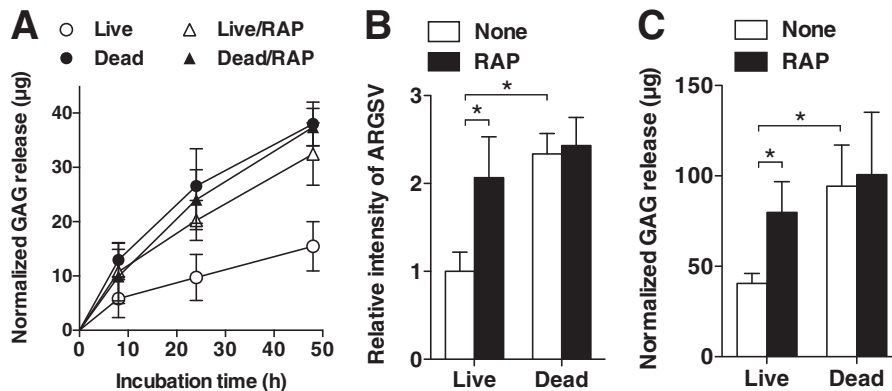 A
Live
Live/RAP
Dead
Dead/RAP
Normalized GAG release (µg)
40
30
20
10
0
0 10 20 30 40 50
Incubation time (h)
B
None
RAP
Relative intensity of ARGSV
3
2
1
0
*
*
Live Dead
C
None
RAP
Normalized GAG release (µg)
150
100
50
0
*
*
Live Dead